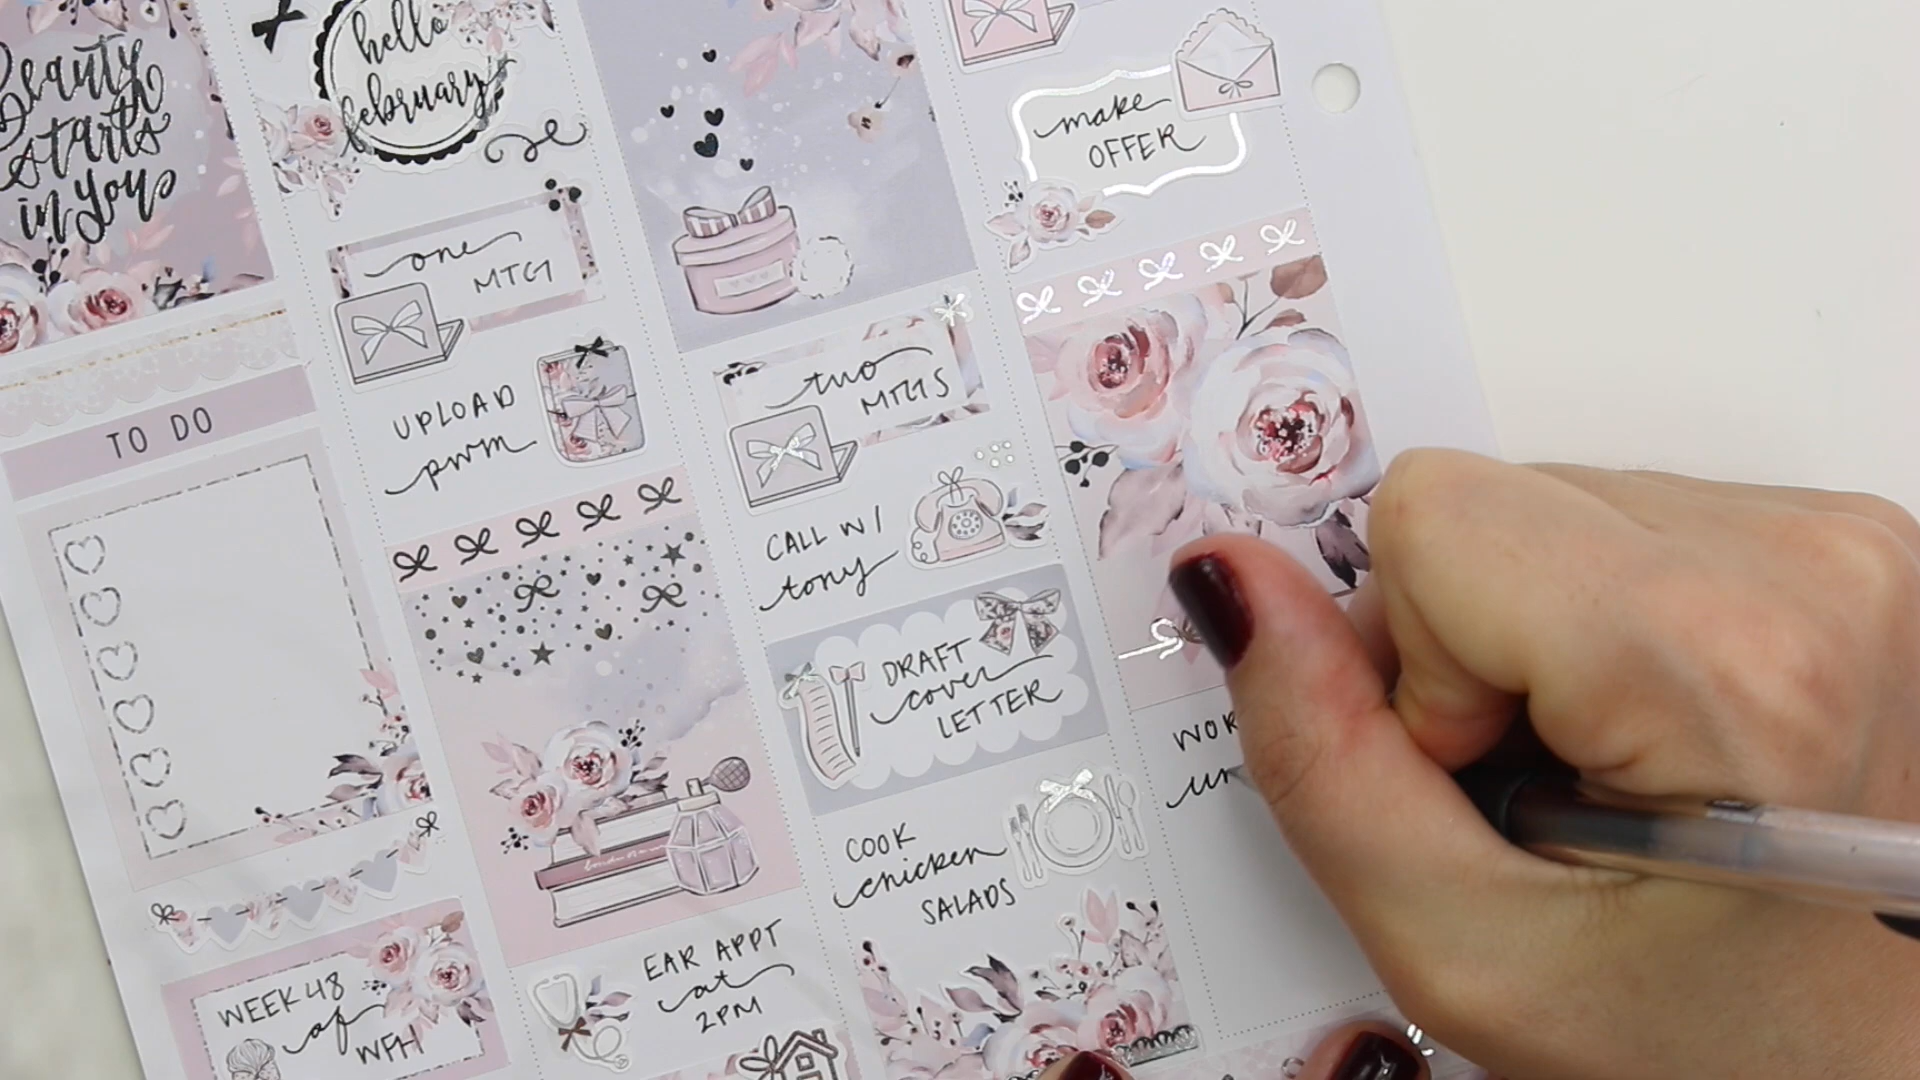 Beauty
starts
in you
TO DO
WEEK 48
of
WFH
hello
february
one
MTG
UPLOAD
pwm
EAR APPT
at
2PM
two
MTGS
CALL W/
tony
DRAFT
cover
LETTER
COOK
chicken
SALADS
make
OFFER